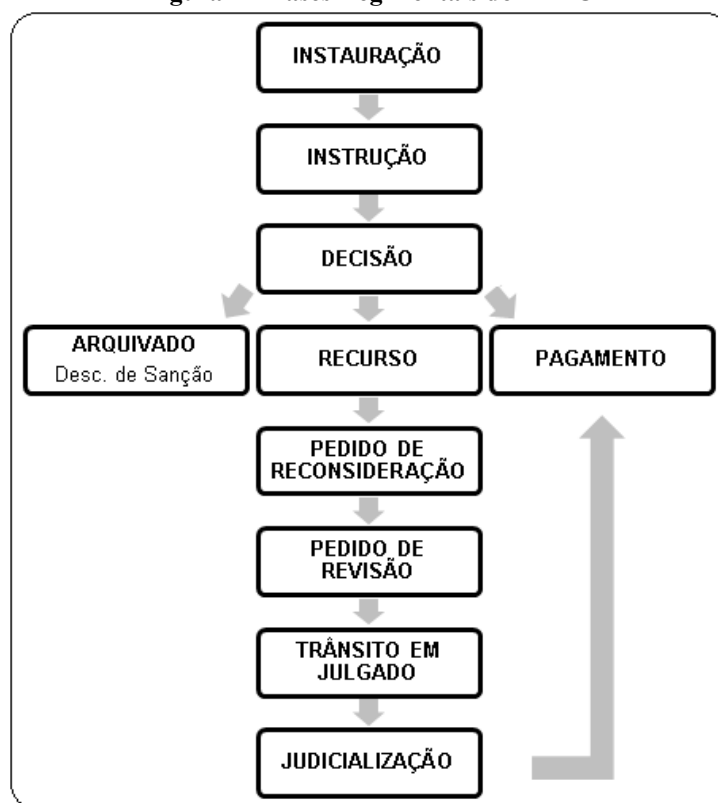 INSTAURAÇÃO
INSTRUÇÃO
DECISÃO
ARQUIVADO
Desc. de Sanção
RECURSO
PAGAMENTO
PEDIDO DE
RECONSIDERAÇÃO
PEDIDO DE
REVISÃO
TRÂNSITO EM
JULGADO
JUDICIALIZAÇÃO